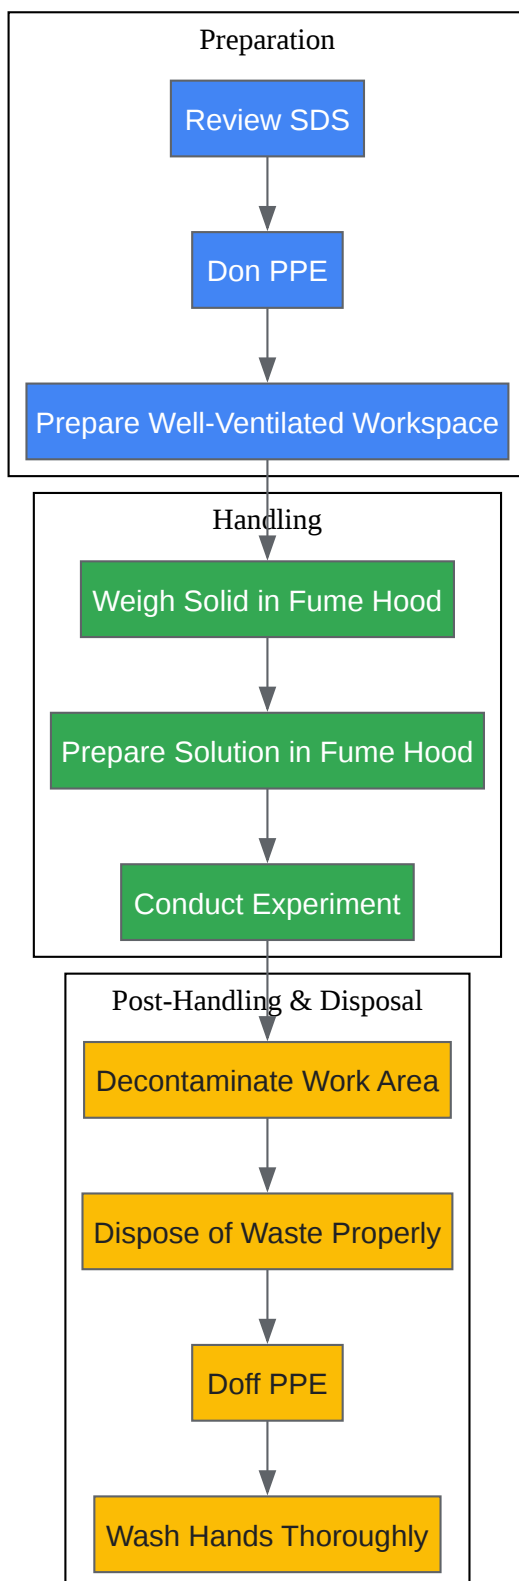 Preparation
Review SDS
Don PPE
Prepare Well-Ventilated Workspace
Handling
Weigh Solid in Fume Hood
Prepare Solution in Fume Hood
Conduct Experiment
Post-Handling & Disposal
Decontaminate Work Area
Dispose of Waste Properly
Doff PPE
Wash Hands Thoroughly